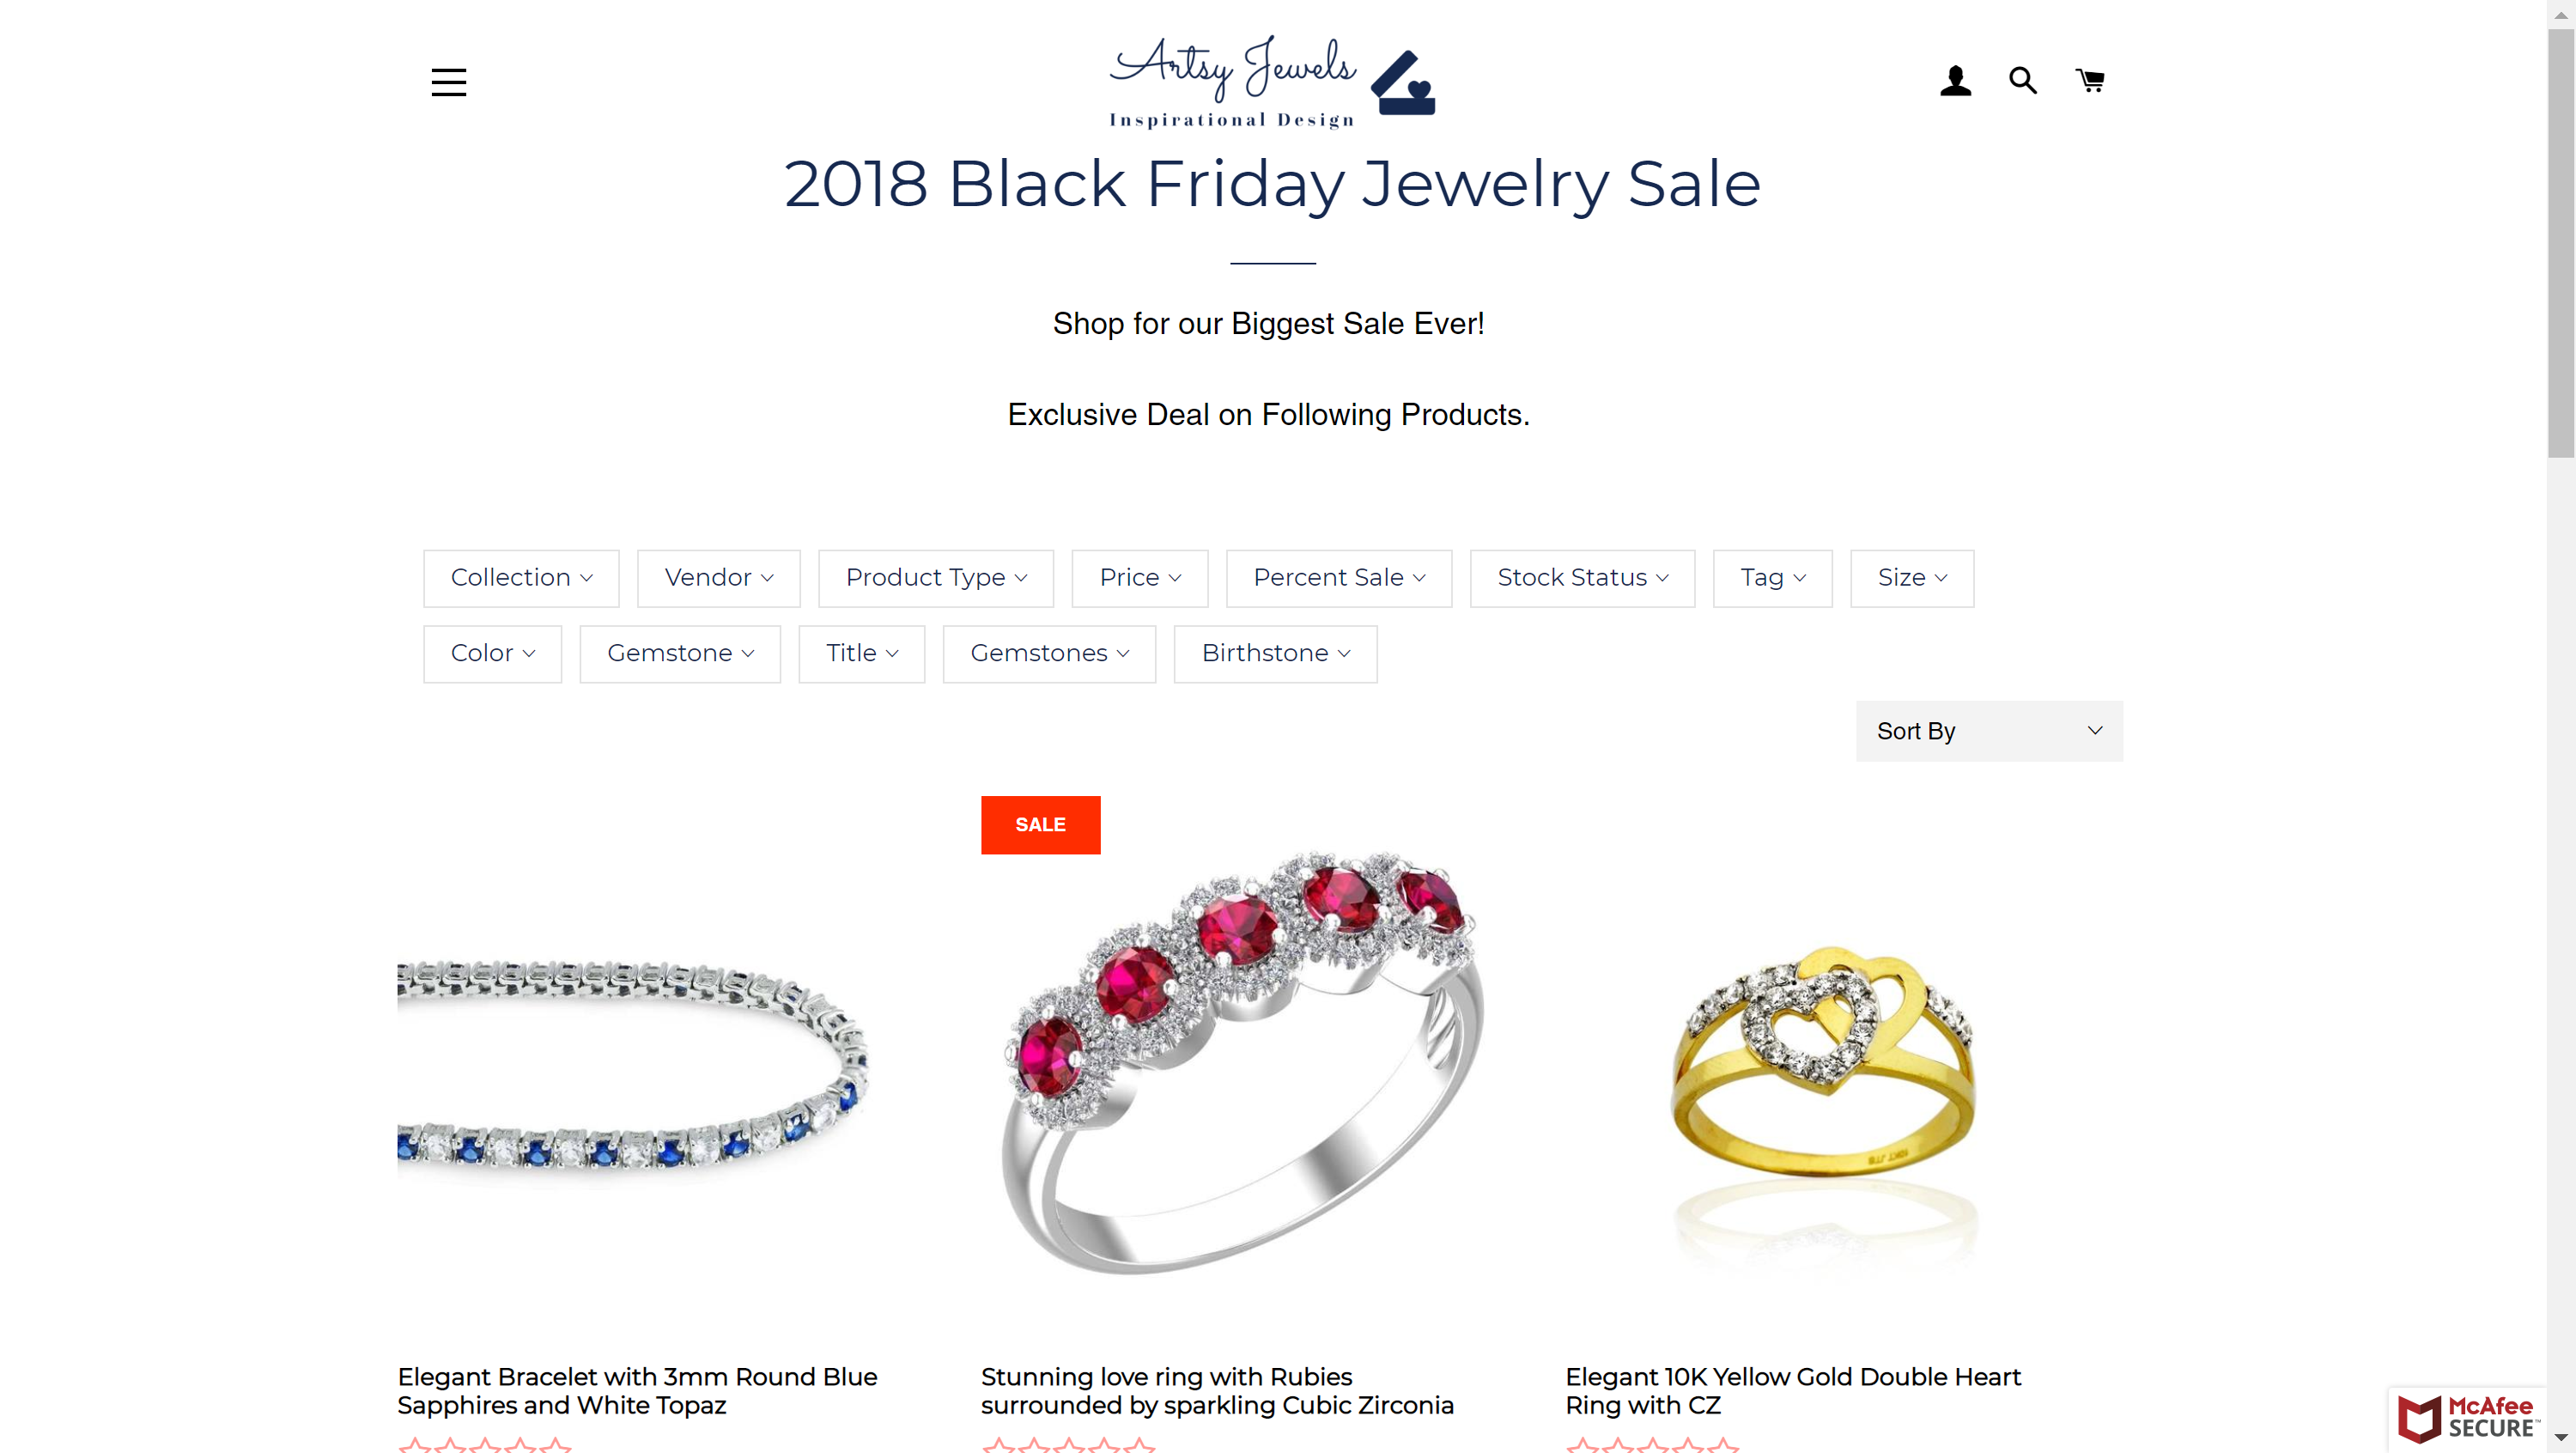 Artsy Jewels
Inspirational Design
2018 Black Friday Jewelry Sale
Shop for our Biggest Sale Ever!
Exclusive Deal on Following Products.
Collection
Vendor
Product Type
Price
Percent Sale
Stock Status
Tag
Size
Color
Gemstone
Title
Gemstones
Birthstone
Sort By
SALE
Elegant Bracelet with 3mm Round Blue
Sapphires and White Topaz
Stunning love ring with Rubies
surrounded by sparkling Cubic Zirconia
Elegant 10K Yellow Gold Double Heart
Ring with CZ
McAfee
SECURE™